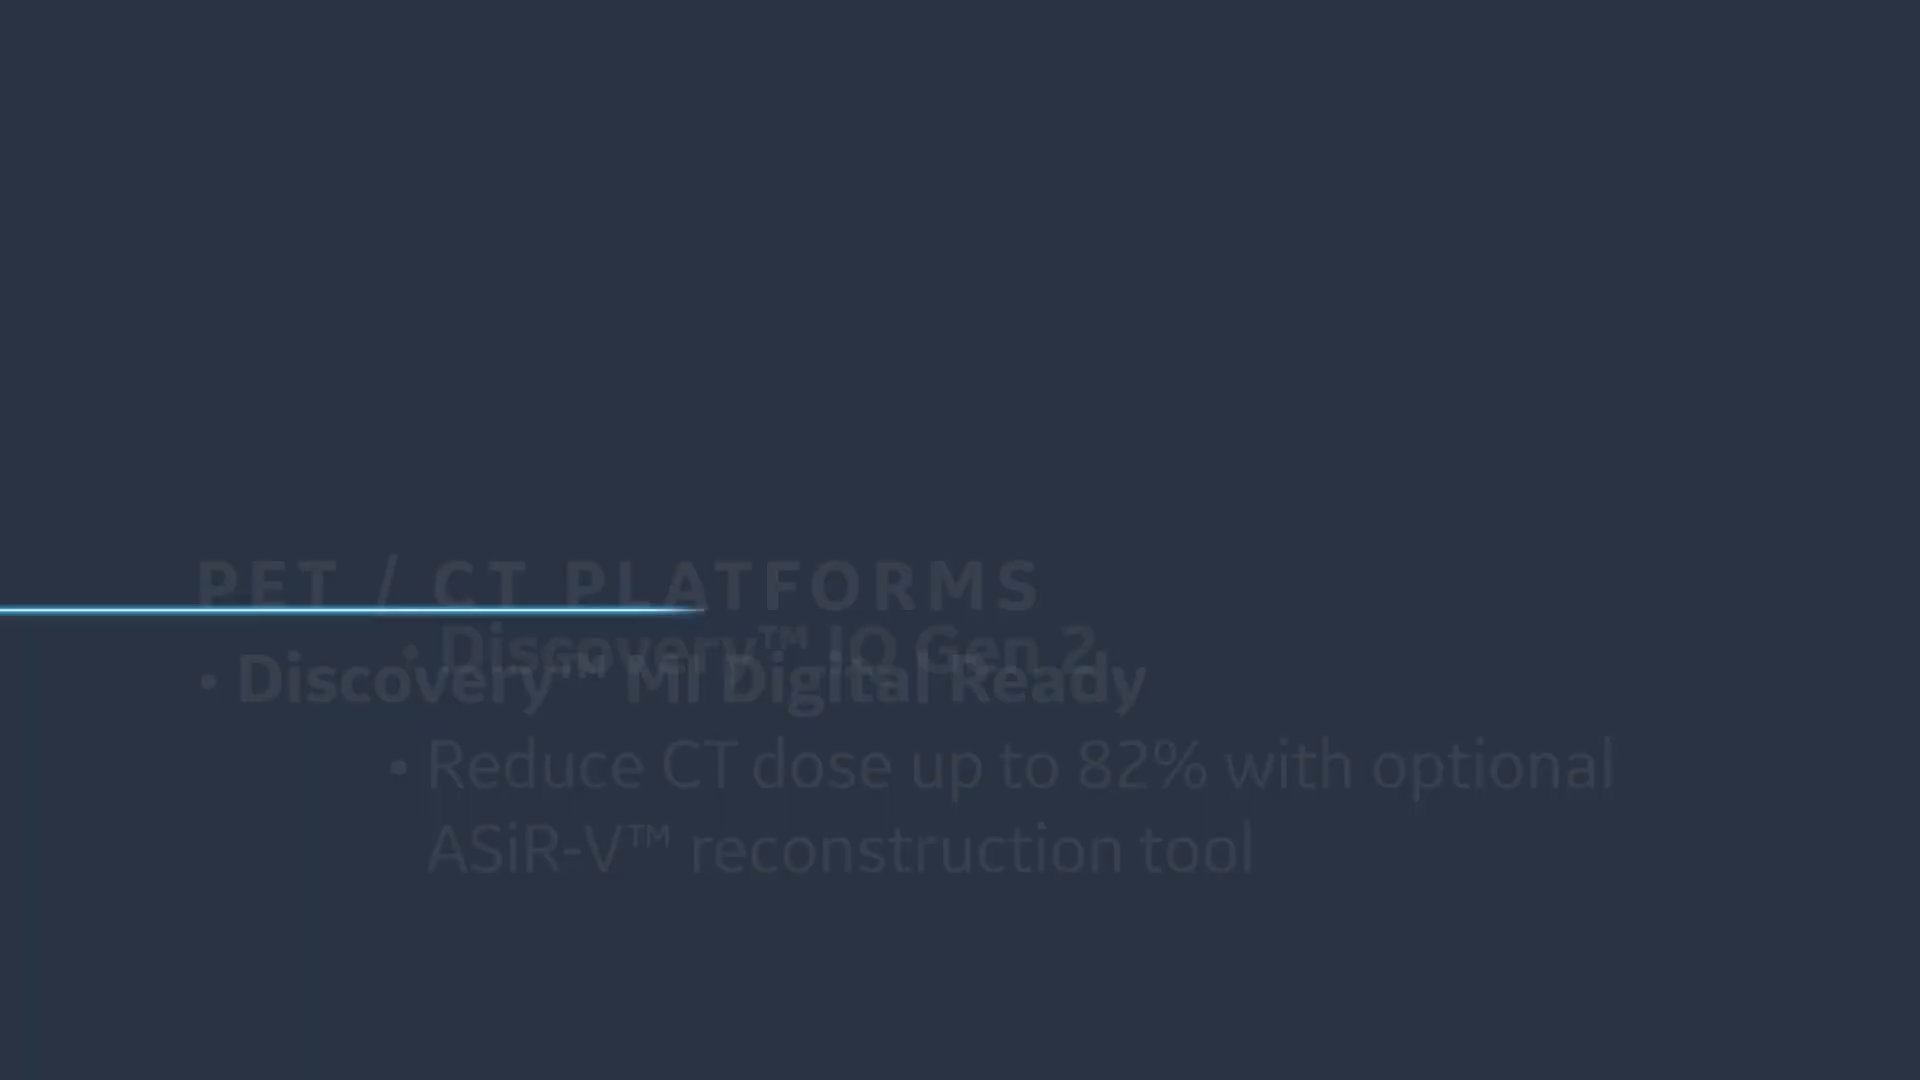 PET / CT PLATFORMS
• Discovery™ IQ Gen 2
• Discovery™ MI Digital Ready
• Reduce CT dose up to 82% with optional
ASiR-V™ reconstruction tool